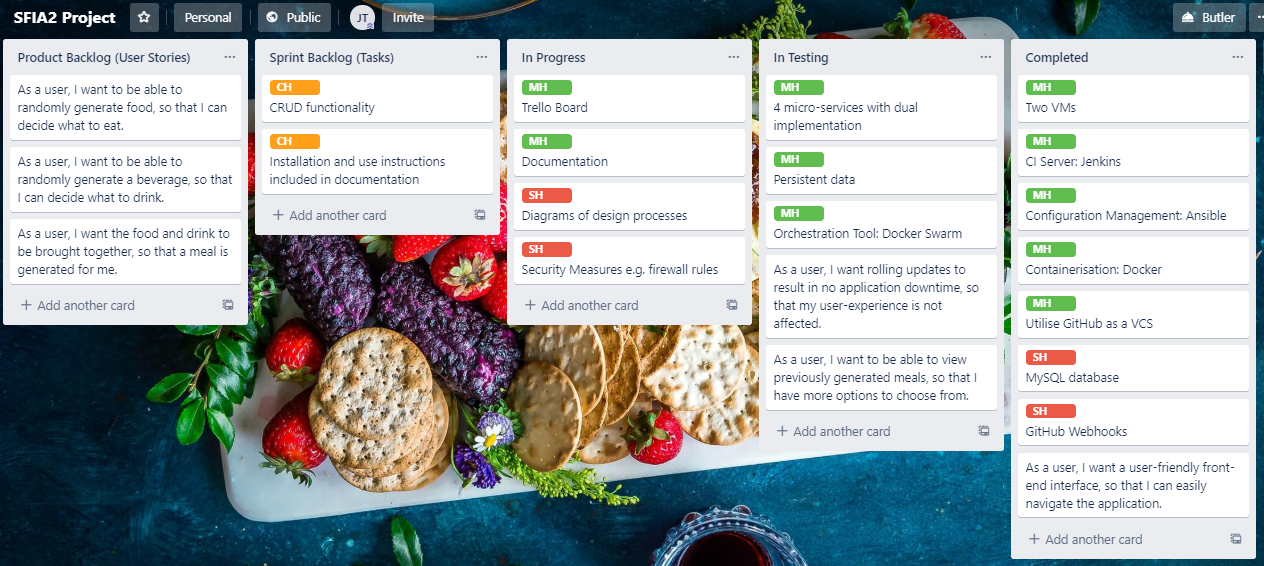 SFIA2 Project
Personal
Public
JT
Invite
Butler
Product Backlog (User Stories)
As a user, I want to be able to
randomly generate food, so that I can
decide what to eat.
As a user, I want to be able to
randomly generate a beverage, so that
I can decide what to drink.
As a user, I want the food and drink to
be brought together, so that a meal is
generated for me.
+ Add another card
Sprint Backlog (Tasks)
CH
CRUD functionality
CH
Installation and use instructions
included in documentation
+ Add another card
In Progress
MH
Trello Board
MH
Documentation
SH
Diagrams of design processes
SH
Security Measures e.g. firewall rules
+ Add another card
In Testing
MH
4 micro-services with dual
implementation
MH
Persistent data
MH
Orchestration Tool: Docker Swarm
As a user, I want rolling updates to
result in no application downtime, so
that my user-experience is not
affected.
As a user, I want to be able to view
previously generated meals, so that I
have more options to choose from.
+ Add another card
Completed
MH
Two VMs
MH
CI Server: Jenkins
MH
Configuration Management: Ansible
MH
Containerisation: Docker
MH
Utilise GitHub as a VCS
SH
MySQL database
SH
GitHub Webhooks
As a user, I want a user-friendly front-
end interface, so that I can easily
navigate the application.
+ Add another card